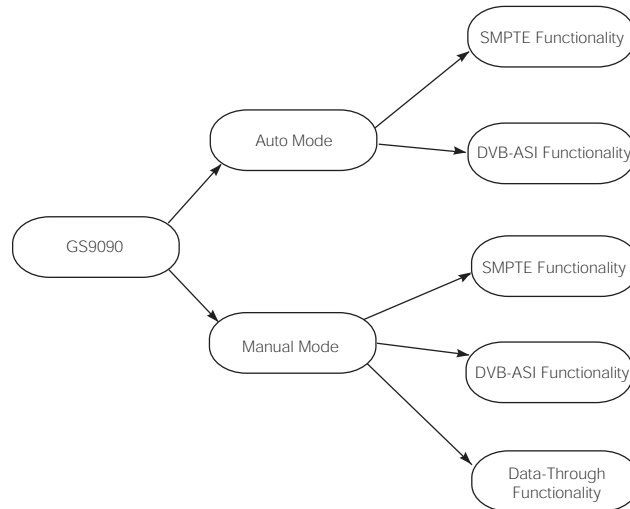 SMPTE Functionality
Auto Mode
DVB-ASI Functionality
GS9090
SMPTE Functionality
Manual Mode
DVB-ASI Functionality
Data-Through
Functionality